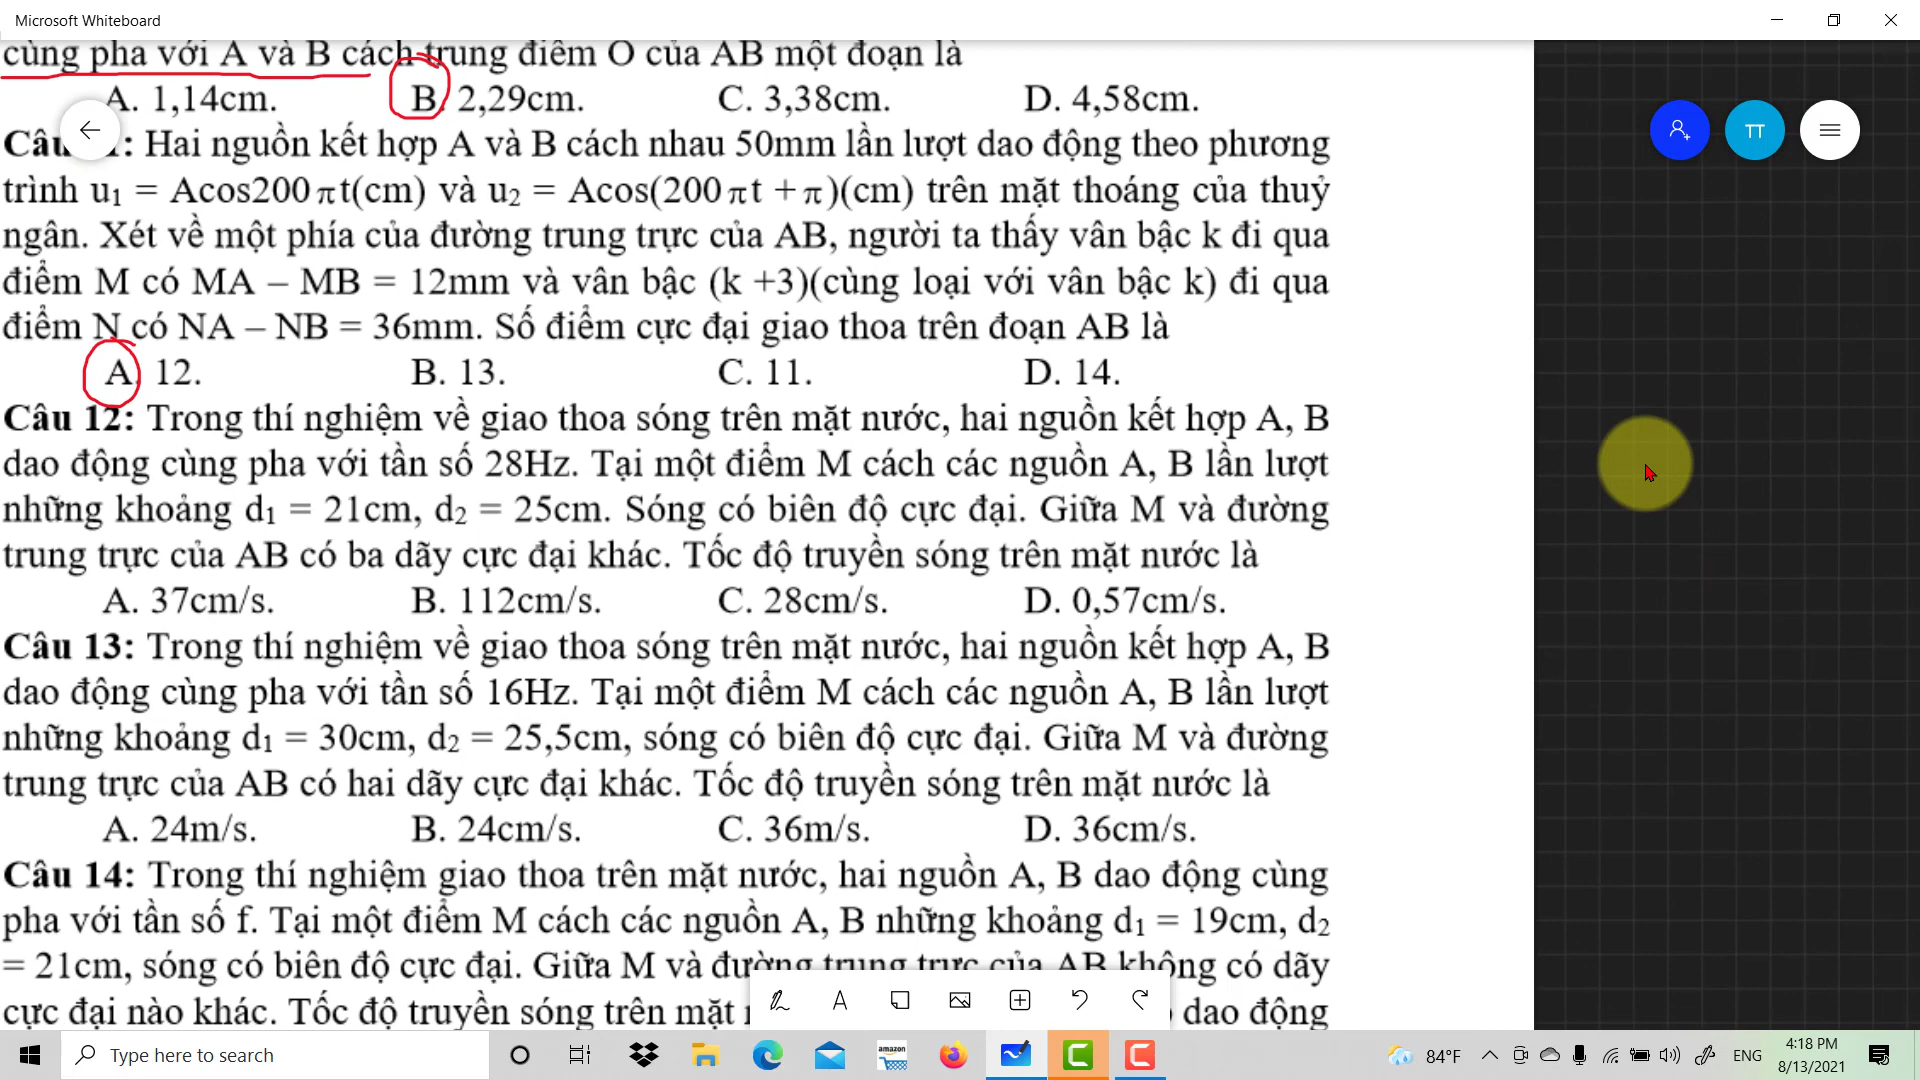 Microsoft Whiteboard
cùng pha với A và B cách trung điểm O của AB một đoạn là
A. 1,14cm. B. 2,29cm. C. 3,38cm. D. 4,58cm.
: Hai nguồn kết hợp A và B cách nhau 50mm lần lượt dao động theo phương
trình u₁ = Acos200πt(cm) và u₂ = Acos(200πt + π)(cm) trên mặt thoáng của thuỷ
ngân. Xét về một phía của đường trung trực của AB, người ta thấy vân bậc k đi qua
điểm M có MA – MB = 12mm và vân bậc (k +3)(cùng loại với vân bậc k) đi qua
điểm N có NA – NB = 36mm. Số điểm cực đại giao thoa trên đoạn AB là
A. 12. B. 13. C. 11. D. 14.
Câu 12: Trong thí nghiệm về giao thoa sóng trên mặt nước, hai nguồn kết hợp A, B
dao động cùng pha với tần số 28Hz. Tại một điểm M cách các nguồn A, B lần lượt
những khoảng d₁ = 21cm, d₂ = 25cm. Sóng có biên độ cực đại. Giữa M và đường
trung trực của AB có ba dãy cực đại khác. Tốc độ truyền sóng trên mặt nước là
A. 37cm/s. B. 112cm/s. C. 28cm/s. D. 0,57cm/s.
Câu 13: Trong thí nghiệm về giao thoa sóng trên mặt nước, hai nguồn kết hợp A, B
dao động cùng pha với tần số 16Hz. Tại một điểm M cách các nguồn A, B lần lượt
những khoảng d₁ = 30cm, d₂ = 25,5cm, sóng có biên độ cực đại. Giữa M và đường
trung trực của AB có hai dãy cực đại khác. Tốc độ truyền sóng trên mặt nước là
A. 24m/s. B. 24cm/s. C. 36m/s. D. 36cm/s.
Câu 14: Trong thí nghiệm giao thoa trên mặt nước, hai nguồn A, B dao động cùng
pha với tần số f. Tại một điểm M cách các nguồn A, B những khoảng d₁ = 19cm, d₂
= 21cm, sóng có biên độ cực đại. Giữa M và đường trung trực của AB không có dãy
cực đại nào khác. Tốc độ truyền sóng trên mặt dao động
TT
Type here to search
amazon
84°F
ENG
4:18 PM
8/13/2021